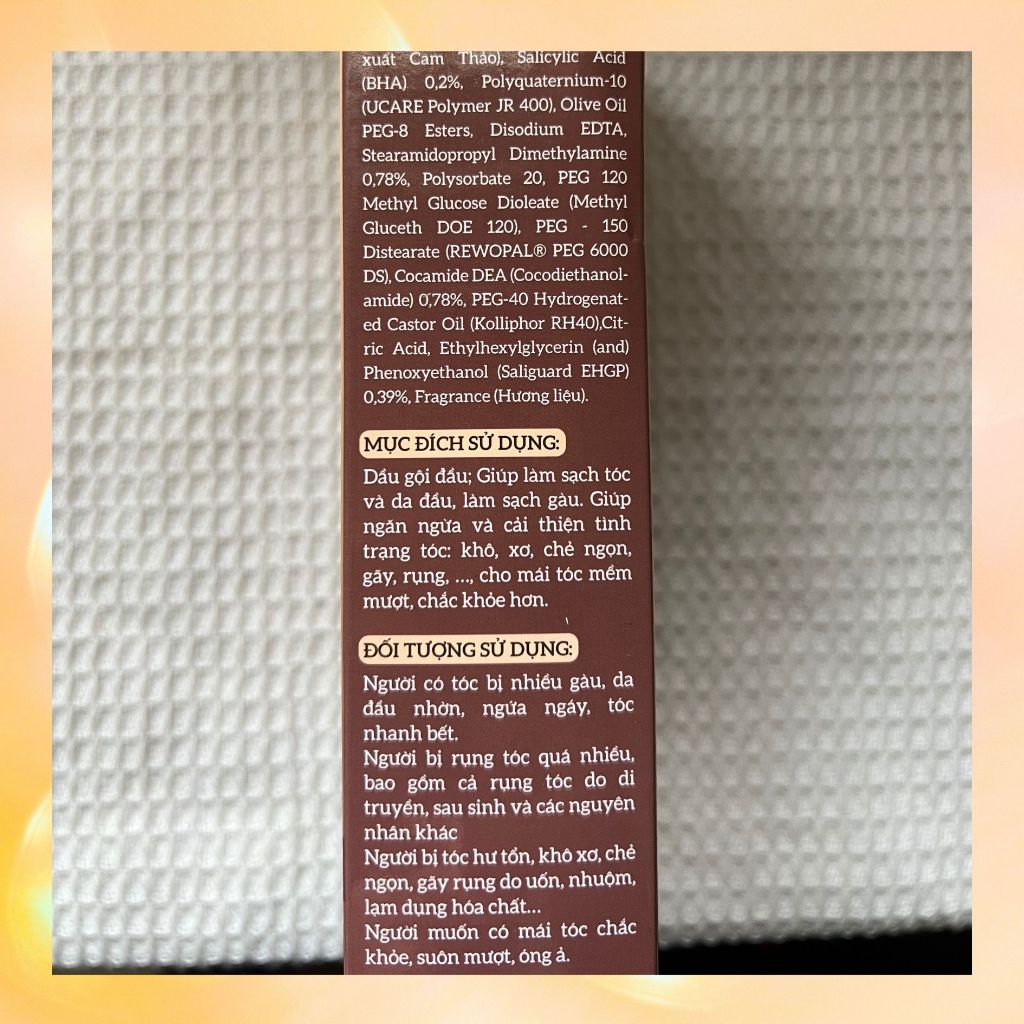 xuất Cam Thảo), Salicylic Acid
(BHA) 0,2%, Polyquaternium-10
(UCARE Polymer JR 400), Olive Oil
PEG-8 Esters, Disodium EDTA,
Stearamidopropyl Dimethylamine
0,78%, Polysorbate 20, PEG 120
Methyl Glucose Dioleate (Methyl
Gluceth DOE 120), PEG - 150
Distearate (REWOPAL® PEG 6000
DS), Cocamide DEA (Cocodiethanol-
amide) 0,78%, PEG-40 Hydrogenat-
ed Castor Oil (Kolliphor RH40),Cit-
ric Acid, Ethylhexylglycerin (and)
Phenoxyethanol (Saliguard EHGP)
0,39%, Fragrance (Hương liệu).
MỤC ĐÍCH SỬ DỤNG:
Dầu gội đầu; Giúp làm sạch tóc
và da đầu, làm sạch gàu. Giúp
ngăn ngừa và cải thiện tình
trạng tóc: khô, xơ, chẻ ngọn,
gãy, rụng, ..., cho mái tóc mềm
mượt, chắc khỏe hơn.
ĐỐI TƯỢNG SỬ DỤNG:
Người có tóc bị nhiều gàu, da
đầu nhờn, ngứa ngáy, tóc
nhanh bết.
Người bị rụng tóc quá nhiều,
bao gồm cả rụng tóc do di
truyền, sau sinh và các nguyên
nhân khác
Người bị tóc hư tổn, khô xơ, chẻ
ngọn, gãy rụng do uốn, nhuộm,
lạm dụng hóa chất...
Người muốn có mái tóc chắc
khỏe, suôn mượt, óng ả.